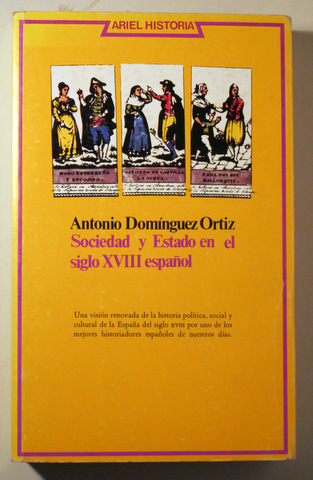 ARIEL HISTORIA
Antonio Domínguez Ortiz
Sociedad y Estado en el
siglo XVIII español
Una visión renovada de la historia política, social y
cultural de la España del siglo XVIII por uno de los
mejores historiadores españoles de nuestros días.